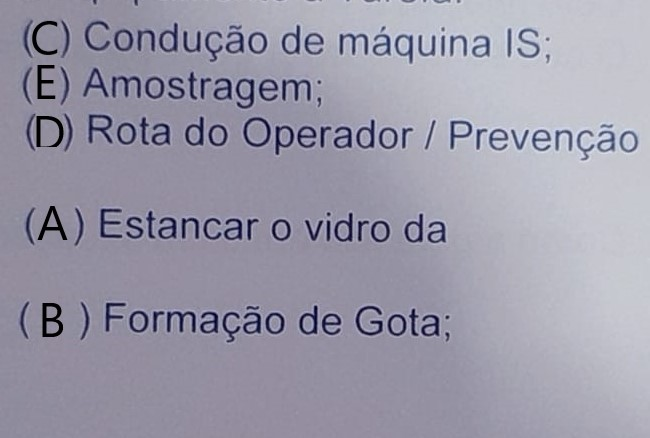 (C) Condução de máquina IS;
(E) Amostragem;
(D) Rota do Operador / Prevenção
(A) Estancar o vidro da
( B ) Formação de Gota;